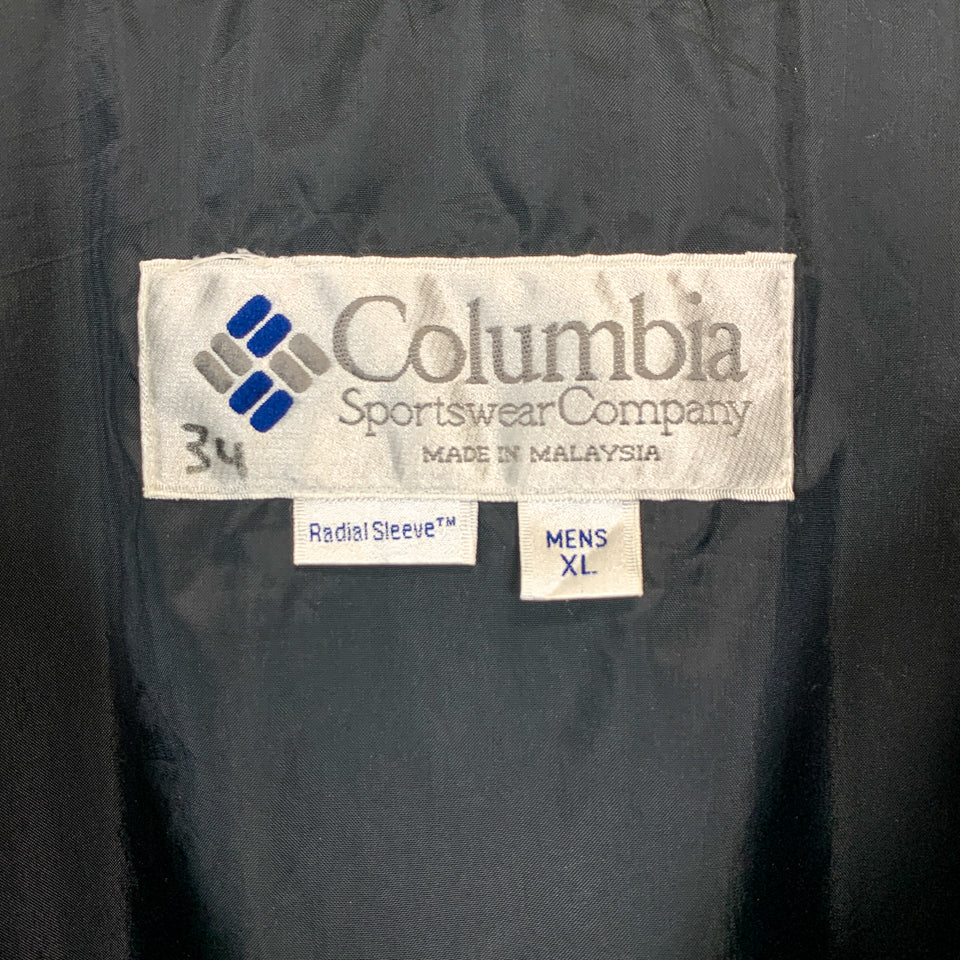 Columbia
Sportswear Company
MADE IN MALAYSIA
34
Radial Sleeve™
MENS
XL